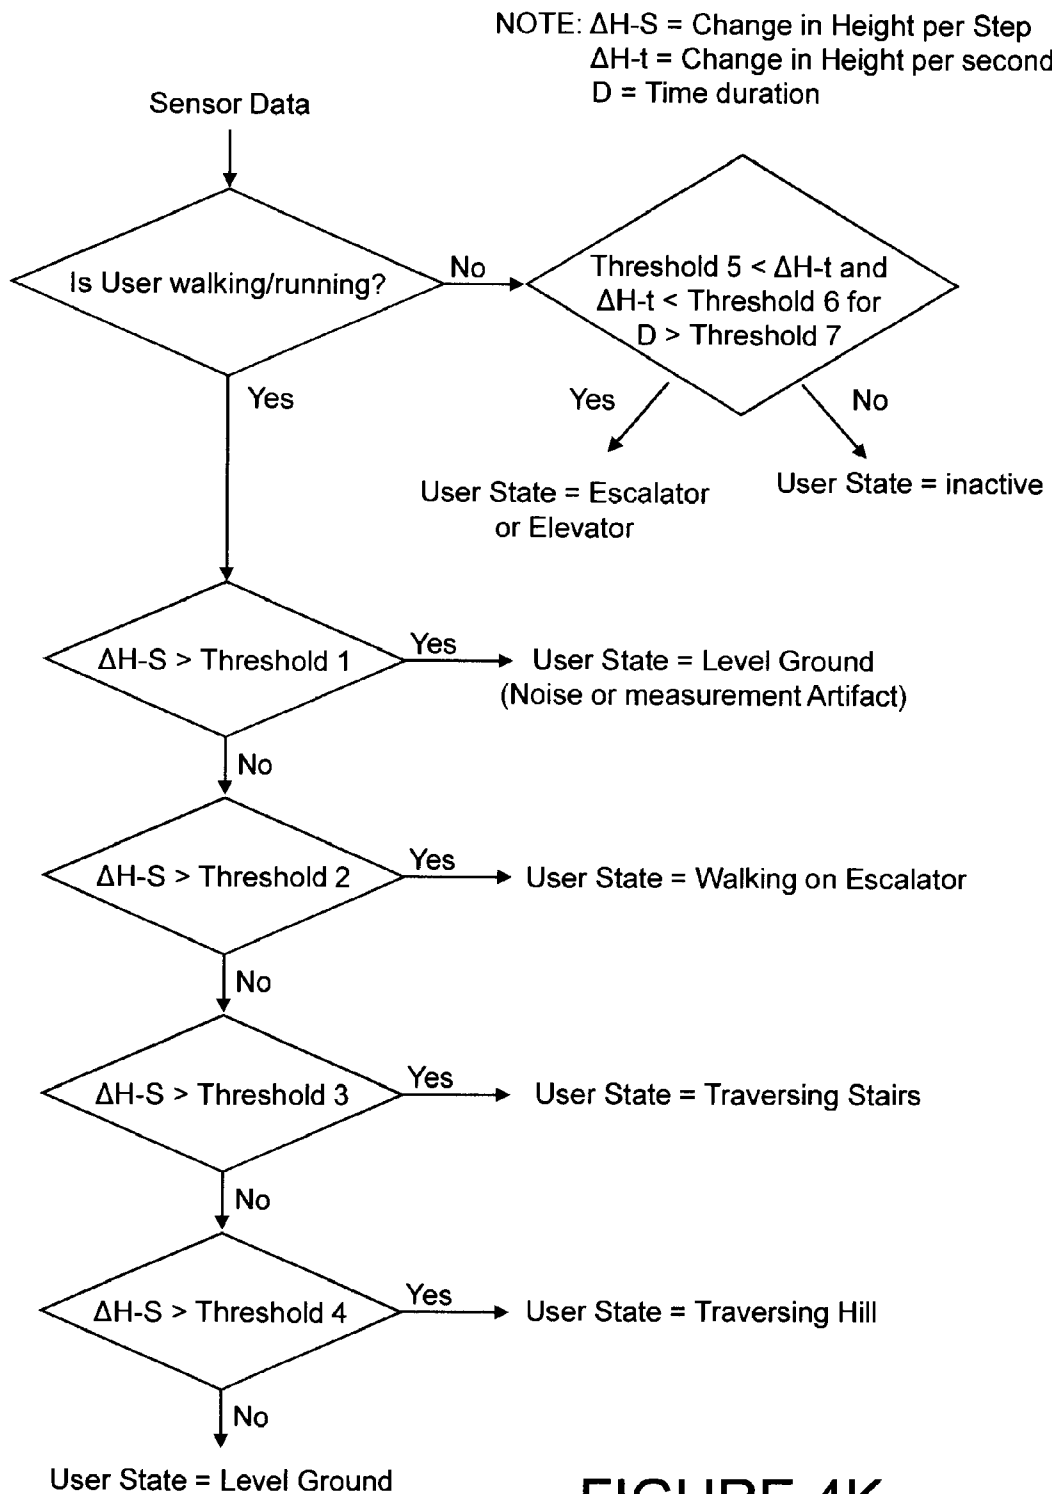 NOTE: ΔH-S = Change in Height per Step
ΔH-t = Change in Height per second
D = Time duration
Sensor Data
Is User walking/running?
No
Threshold 5 < ΔH-t and
ΔH-t < Threshold 6 for
D > Threshold 7
Yes
Yes
No
User State = Escalator
or Elevator
User State = inactive
ΔH-S > Threshold 1
Yes
User State = Level Ground
(Noise or measurement Artifact)
No
ΔH-S > Threshold 2
Yes
User State = Walking on Escalator
No
ΔH-S > Threshold 3
Yes
User State = Traversing Stairs
No
ΔH-S > Threshold 4
Yes
User State = Traversing Hill
No
User State = Level Ground
FIGURE 4K